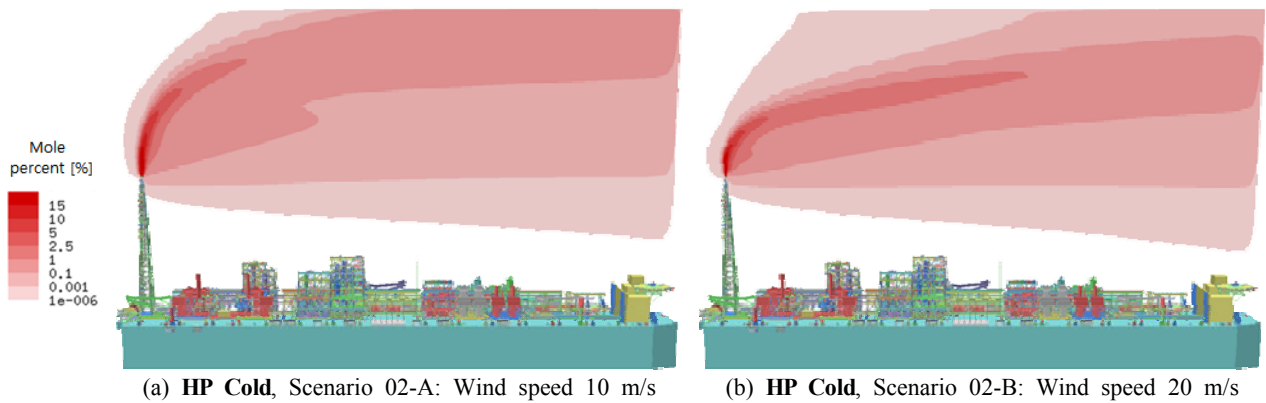 Mole
percent [%]
15
10
5
2.5
1
0.1
0.001
1e-006
(a) HP Cold, Scenario 02-A: Wind speed 10 m/s
(b) HP Cold, Scenario 02-B: Wind speed 20 m/s